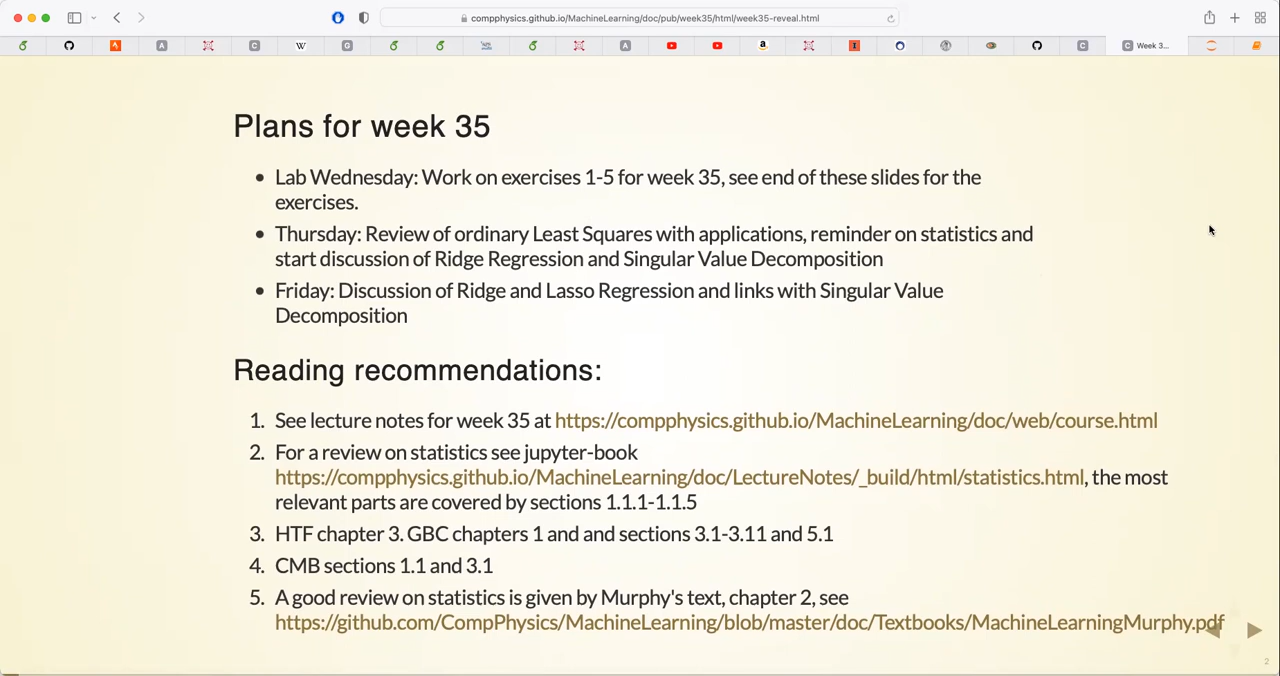 compphysics.github.io/MachineLearning/doc/pub/week35/html/week35-reveal.html
Week 3...
Plans for week 35
• Lab Wednesday: Work on exercises 1-5 for week 35, see end of these slides for the
exercises.
• Thursday: Review of ordinary Least Squares with applications, reminder on statistics and
start discussion of Ridge Regression and Singular Value Decomposition
• Friday: Discussion of Ridge and Lasso Regression and links with Singular Value
Decomposition
Reading recommendations:
1. See lecture notes for week 35 at https://compphysics.github.io/MachineLearning/doc/web/course.html
2. For a review on statistics see jupyter-book
https://compphysics.github.io/MachineLearning/doc/LectureNotes/_build/html/statistics.html, the most
relevant parts are covered by sections 1.1.1-1.1.5
3. HTF chapter 3. GBC chapters 1 and and sections 3.1-3.11 and 5.1
4. CMB sections 1.1 and 3.1
5. A good review on statistics is given by Murphy's text, chapter 2, see
https://github.com/CompPhysics/MachineLearning/blob/master/doc/Textbooks/MachineLearningMurphy.pdf
2